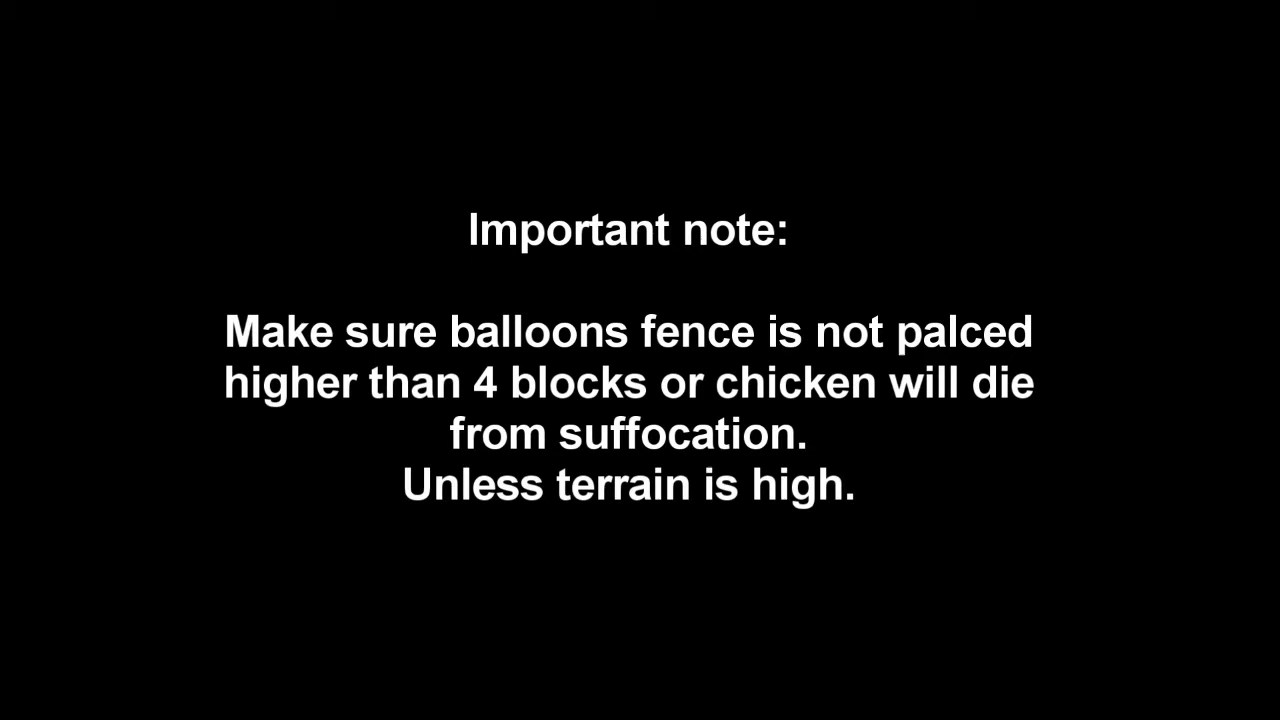 Important note:
Make sure balloons fence is not palced
higher than 4 blocks or chicken will die
from suffocation.
Unless terrain is high.